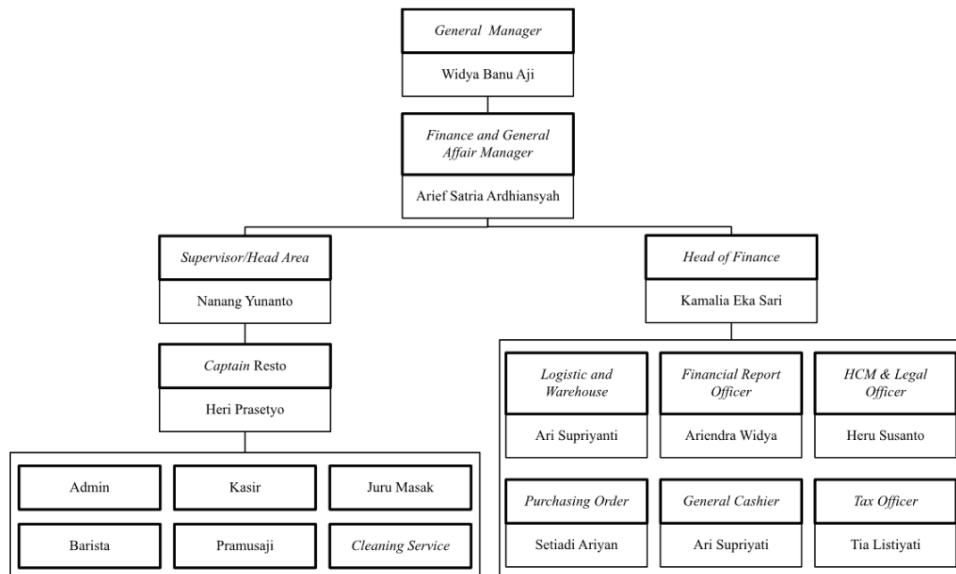 General Manager
Widya Banu Aji
Finance and General
Affair Manager
Arief Satria Ardhiansyah
Supervisor/Head Area
Nanang Yunanto
Captain Resto
Heri Prasetyo
Admin
Kasir
Juru Masak
Barista
Pramusaji
Cleaning Service
Head of Finance
Kamalia Eka Sari
Logistic and
Warehouse
Ari Supriyanti
Financial Report
Officer
Ariendra Widya
HCM & Legal
Officer
Heru Susanto
Purchasing Order
Setiadi Ariyan
General Cashier
Ari Supriyati
Tax Officer
Tia Listiyati